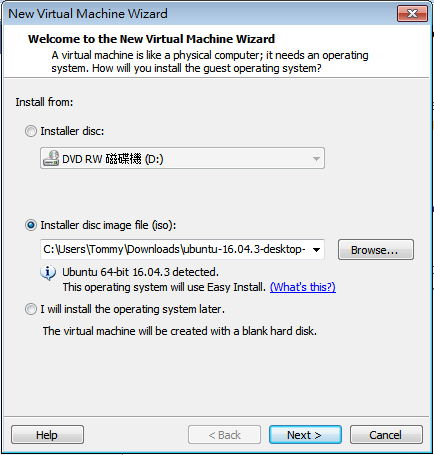 New Virtual Machine Wizard
Welcome to the New Virtual Machine Wizard
A virtual machine is like a physical computer; it needs an operating
system. How will you install the guest operating system?
Install from:
Installer disc:
DVD RW 磁碟機 (D:)
Installer disc image file (iso):
C:\Users\Tommy\Downloads\ubuntu-16.04.3-desktop-
Browse...
Ubuntu 64-bit 16.04.3 detected.
This operating system will use Easy Install. (What's this?)
I will install the operating system later.
The virtual machine will be created with a blank hard disk.
Help
< Back
Next >
Cancel